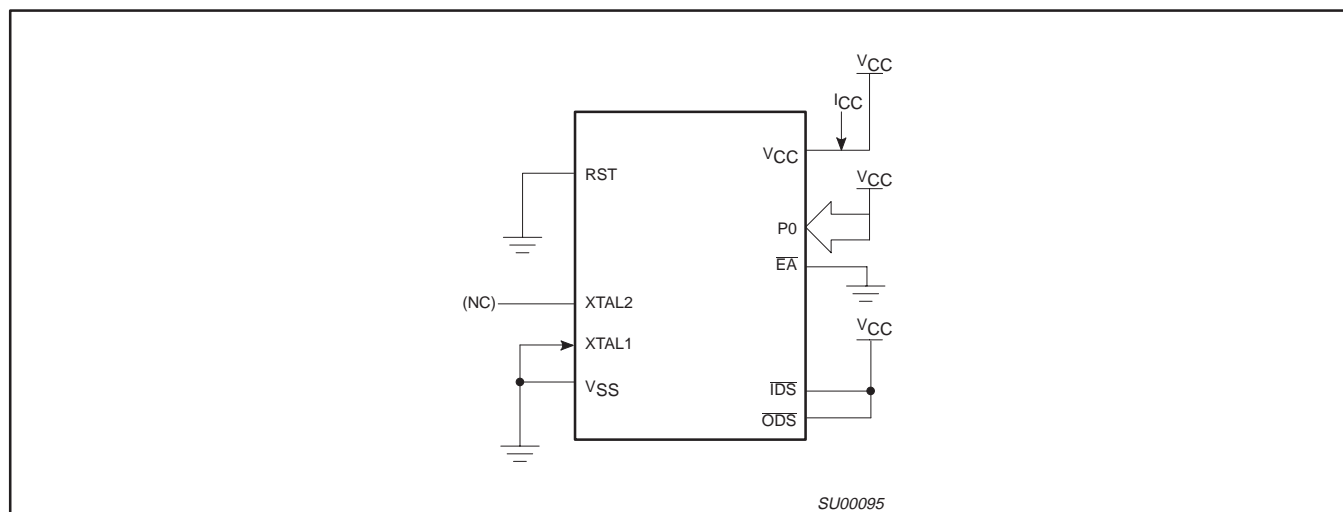 VCC
ICC
VCC
RST
VCC
P0
EA
(NC)
XTAL2
VCC
XTAL1
VSS
IDS
ODS
SU00095